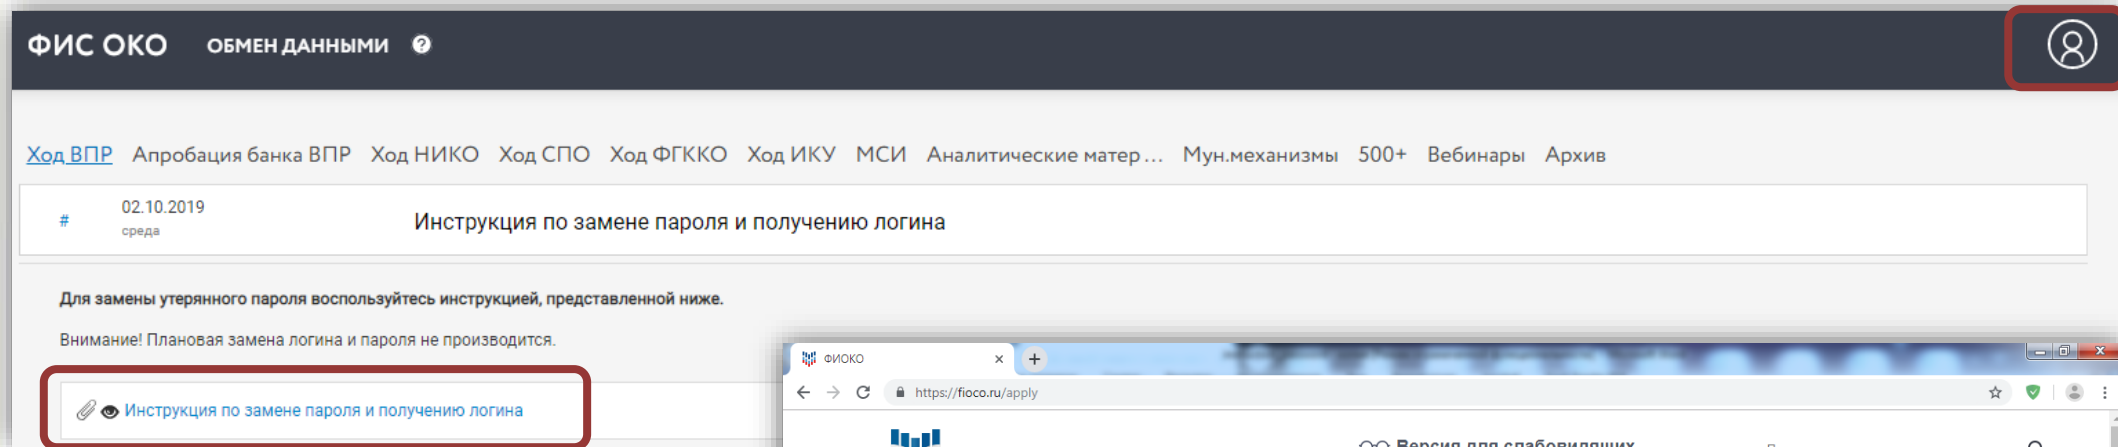 ФИС ОКО ОБМЕН ДАННЫМИ ?
Ход ВПР Апробация банка ВПР Ход НИКО Ход СПО Ход ФГККО Ход ИКУ МСИ Аналитические матер ... Мун.механизмы 500+ Вебинары Архив
# 02.10.2019 Инструкция по замене пароля и получению логина
среда
Для замены утерянного пароля воспользуйтесь инструкцией, представленной ниже.
Внимание! Плановая замена логина и пароля не производится.
Инструкция по замене пароля и получению логина
ФИОКО
https://fioco.ru/apply
Версия для слабовидящих